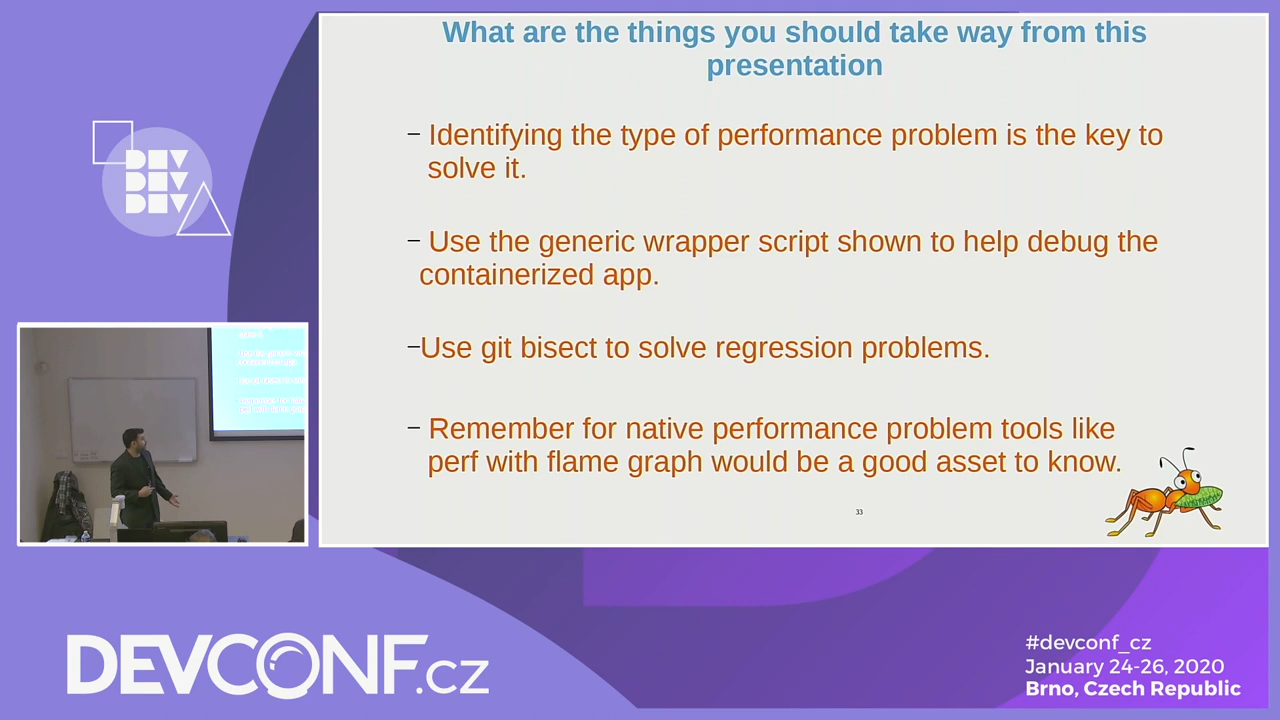 What are the things you should take way from this
presentation
– Identifying the type of performance problem is the key to
solve it.
– Use the generic wrapper script shown to help debug the
containerized app.
–Use git bisect to solve regression problems.
– Remember for native performance problem tools like
perf with flame graph would be a good asset to know.
33
DEV
DEV
DEV
DEVCONF.cz
#devconf_cz
January 24-26, 2020
Brno, Czech Republic